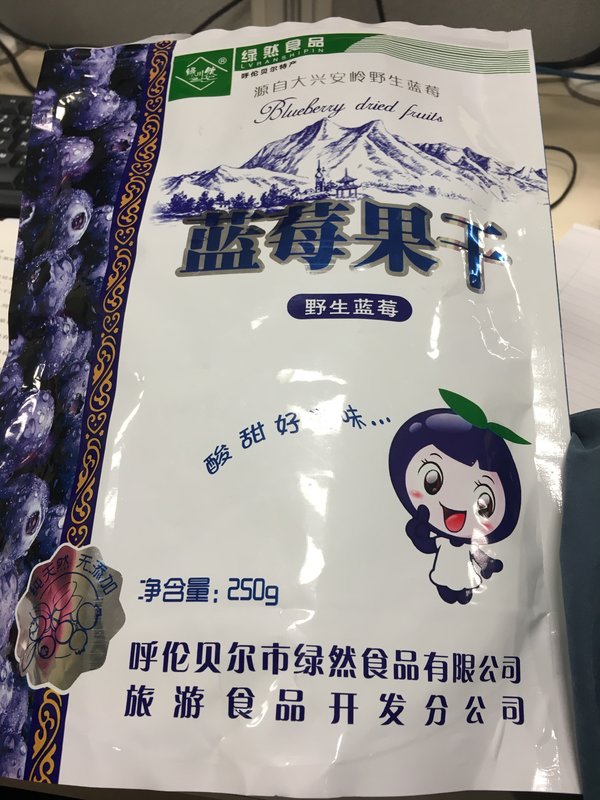 绿然食品
LVRANSHIPIN
呼伦贝尔特产
源自大兴安岭野生蓝莓
Blueberry dried fruits
蓝莓果干
野生蓝莓
酸甜好 味...
纯天然 无添加
净含量: 250g
呼伦贝尔市绿然食品有限公司
旅游食品开发分公司